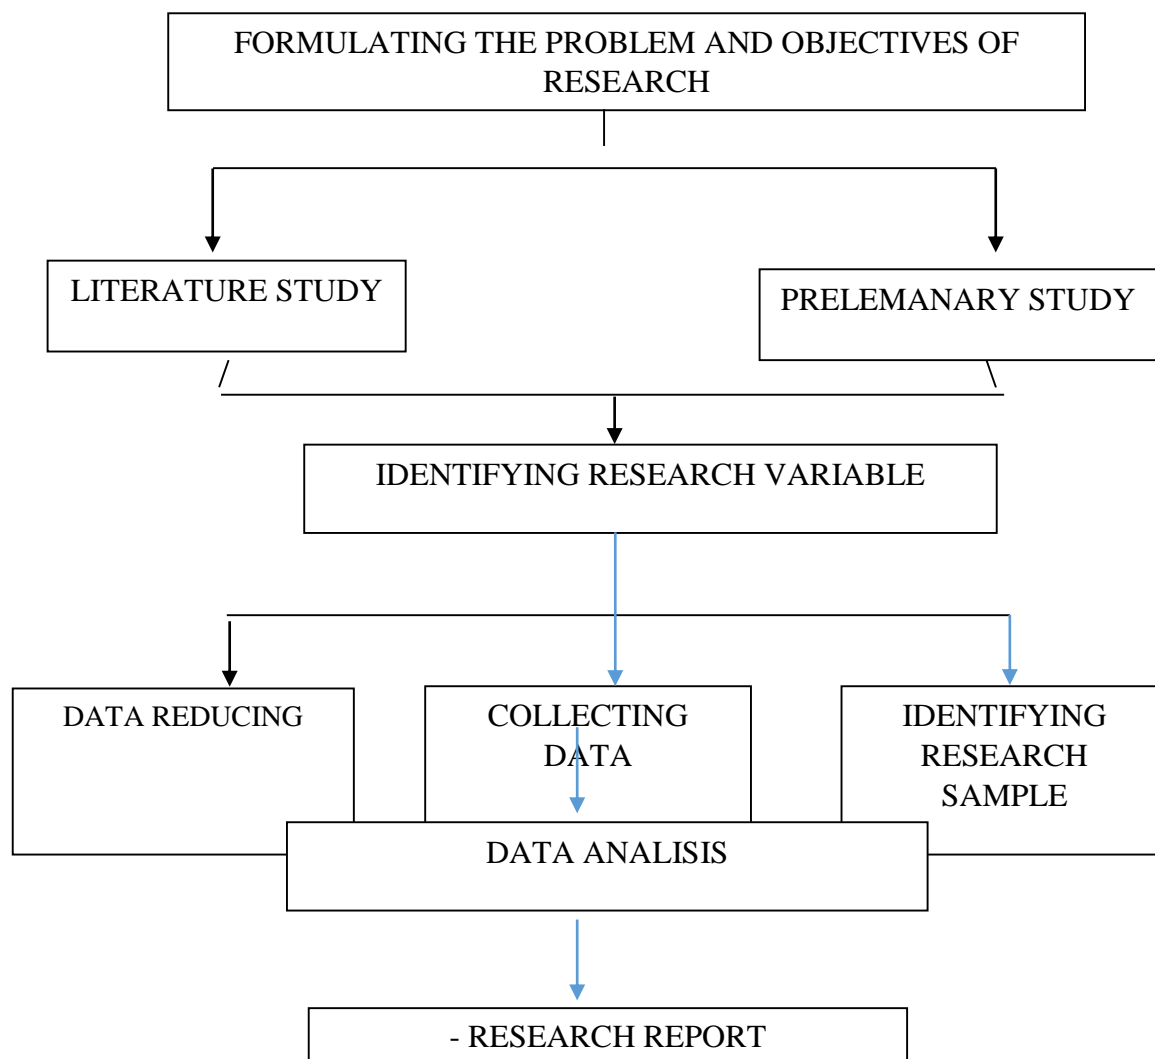 FORMULATING THE PROBLEM AND OBJECTIVES OF
RESEARCH
LITERATURE STUDY
PRELEMANARY STUDY
IDENTIFYING RESEARCH VARIABLE
DATA REDUCING
COLLECTING
DATA
IDENTIFYING
RESEARCH
SAMPLE
DATA ANALISIS
- RESEARCH REPORT